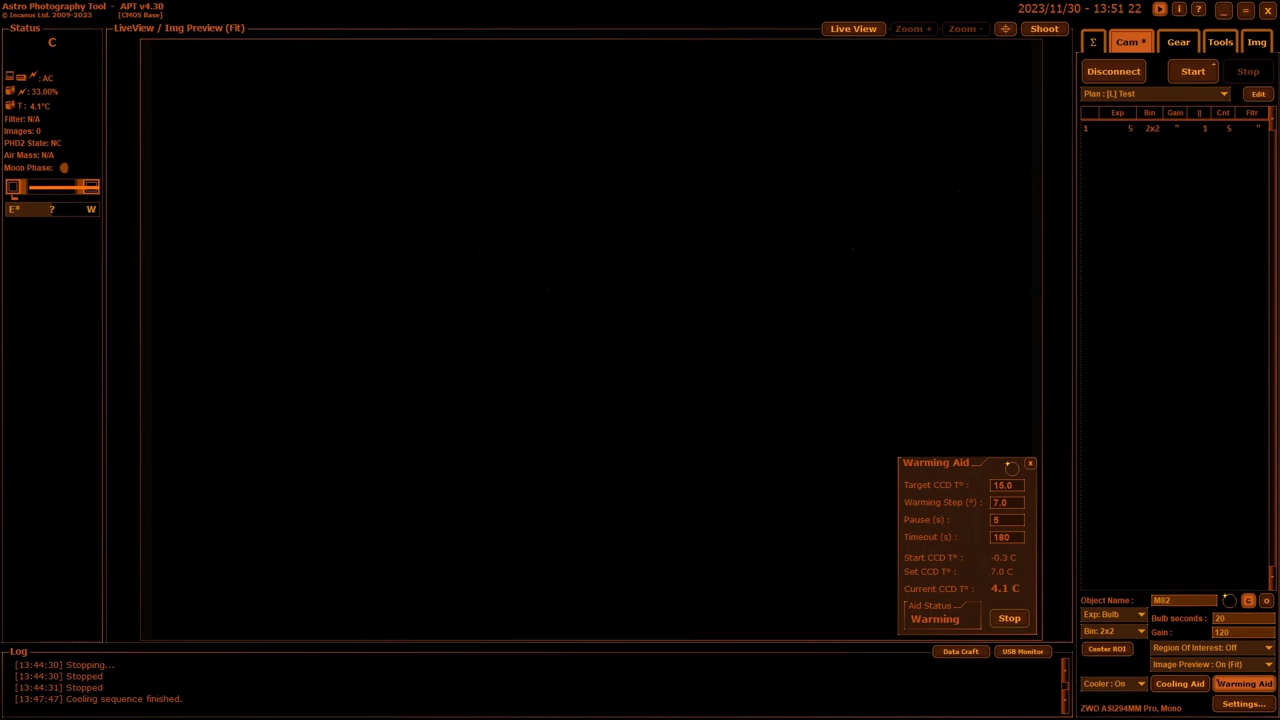 Astro Photography Tool - APT v4.30
© Incanus Ltd. 2009-2023 [CMOS Base]
2023/11/30 - 13:51 22
i ? _ = X
Status
C
: AC
: 33.00%
T : 4.1°C
Filter: N/A
Images: 0
PHD2 State: NC
Air Mass: N/A
Moon Phase:
E* ? W
LiveView / Img Preview (Fit)
Live View Zoom + Zoom - Shoot
Σ Cam * Gear Tools Img
Disconnect Start + Stop
Plan : [L] Test Edit
Exp Bin Gain || Cnt Fltr
1 5 2x2 " 1 5 "
Warming Aid x
Target CCD Tº : 15.0
Warming Step (º) : 7.0
Pause (s) : 5
Timeout (s) : 180
Start CCD Tº : -0.3 C
Set CCD Tº : 7.0 C
Current CCD Tº : 4.1 C
Aid Status
Warming Stop
Object Name : M82 G O
Exp: Bulb Bulb seconds : 20
Bin: 2x2 Gain : 120
Center ROI Region Of Interest: Off
Image Preview : On (Fit)
Cooler : On Cooling Aid Warming Aid
ZWO ASI294MM Pro, Mono Settings...
Log Data Craft USB Monitor
[13:44:30] Stopping...
[13:44:30] Stopped
[13:44:31] Stopped
[13:47:47] Cooling sequence finished.